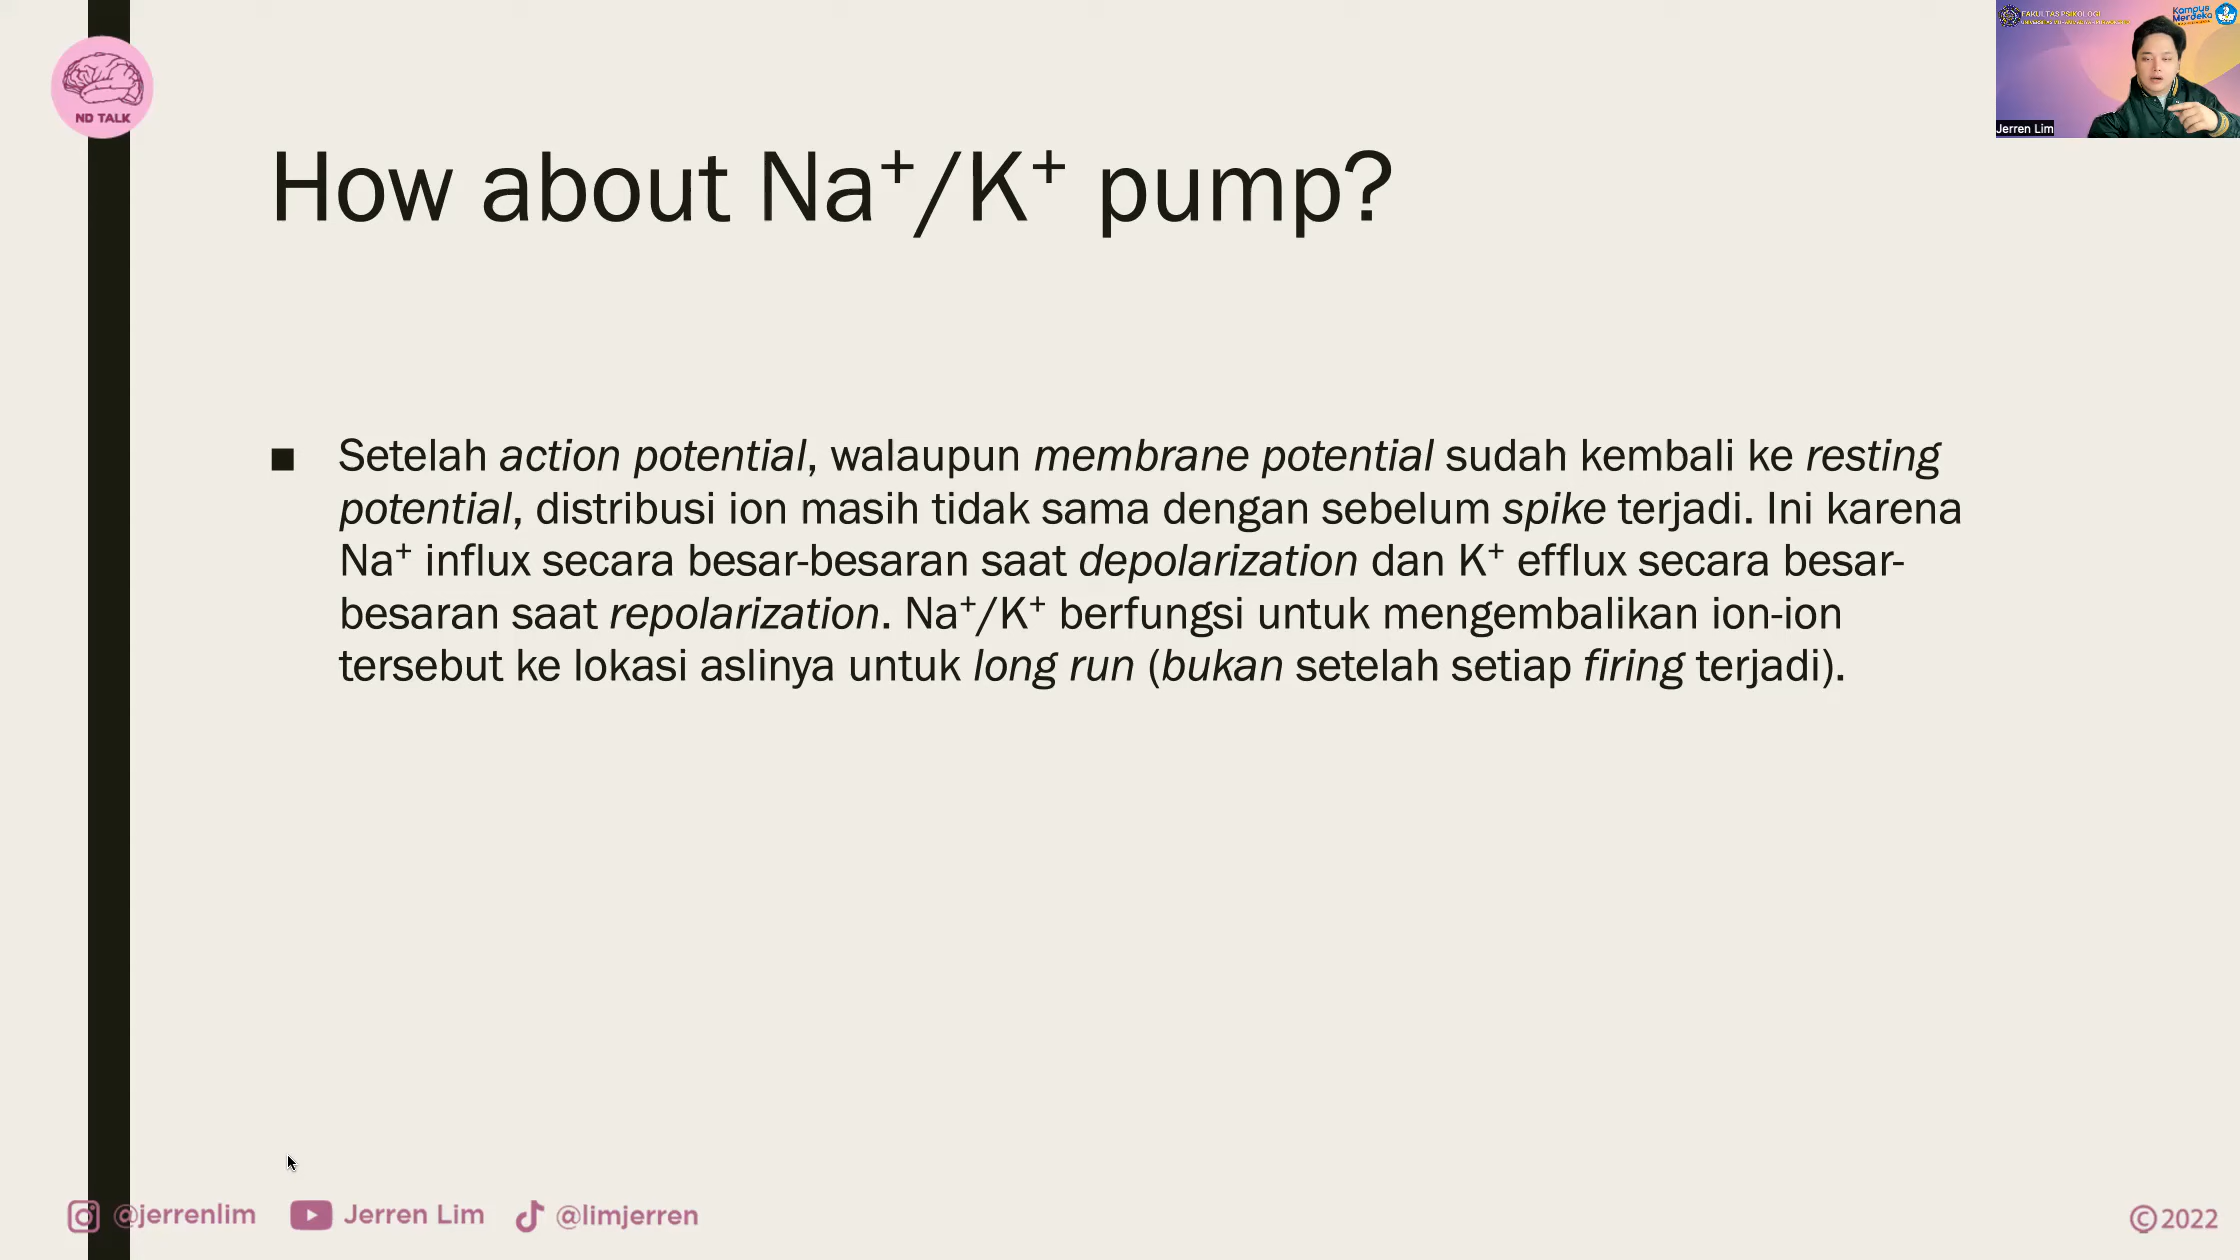 ND TALK
FAKULTAS PSIKOLOGI
Kampus
Merdeka
Jerren Lim
How about Na⁺/K⁺ pump?
■ Setelah action potential, walaupun membrane potential sudah kembali ke resting
potential, distribusi ion masih tidak sama dengan sebelum spike terjadi. Ini karena
Na⁺ influx secara besar-besaran saat depolarization dan K⁺ efflux secara besar-
besaran saat repolarization. Na⁺/K⁺ berfungsi untuk mengembalikan ion-ion
tersebut ke lokasi aslinya untuk long run (bukan setelah setiap firing terjadi).
@jerrenlim Jerren Lim @limjerren
©2022